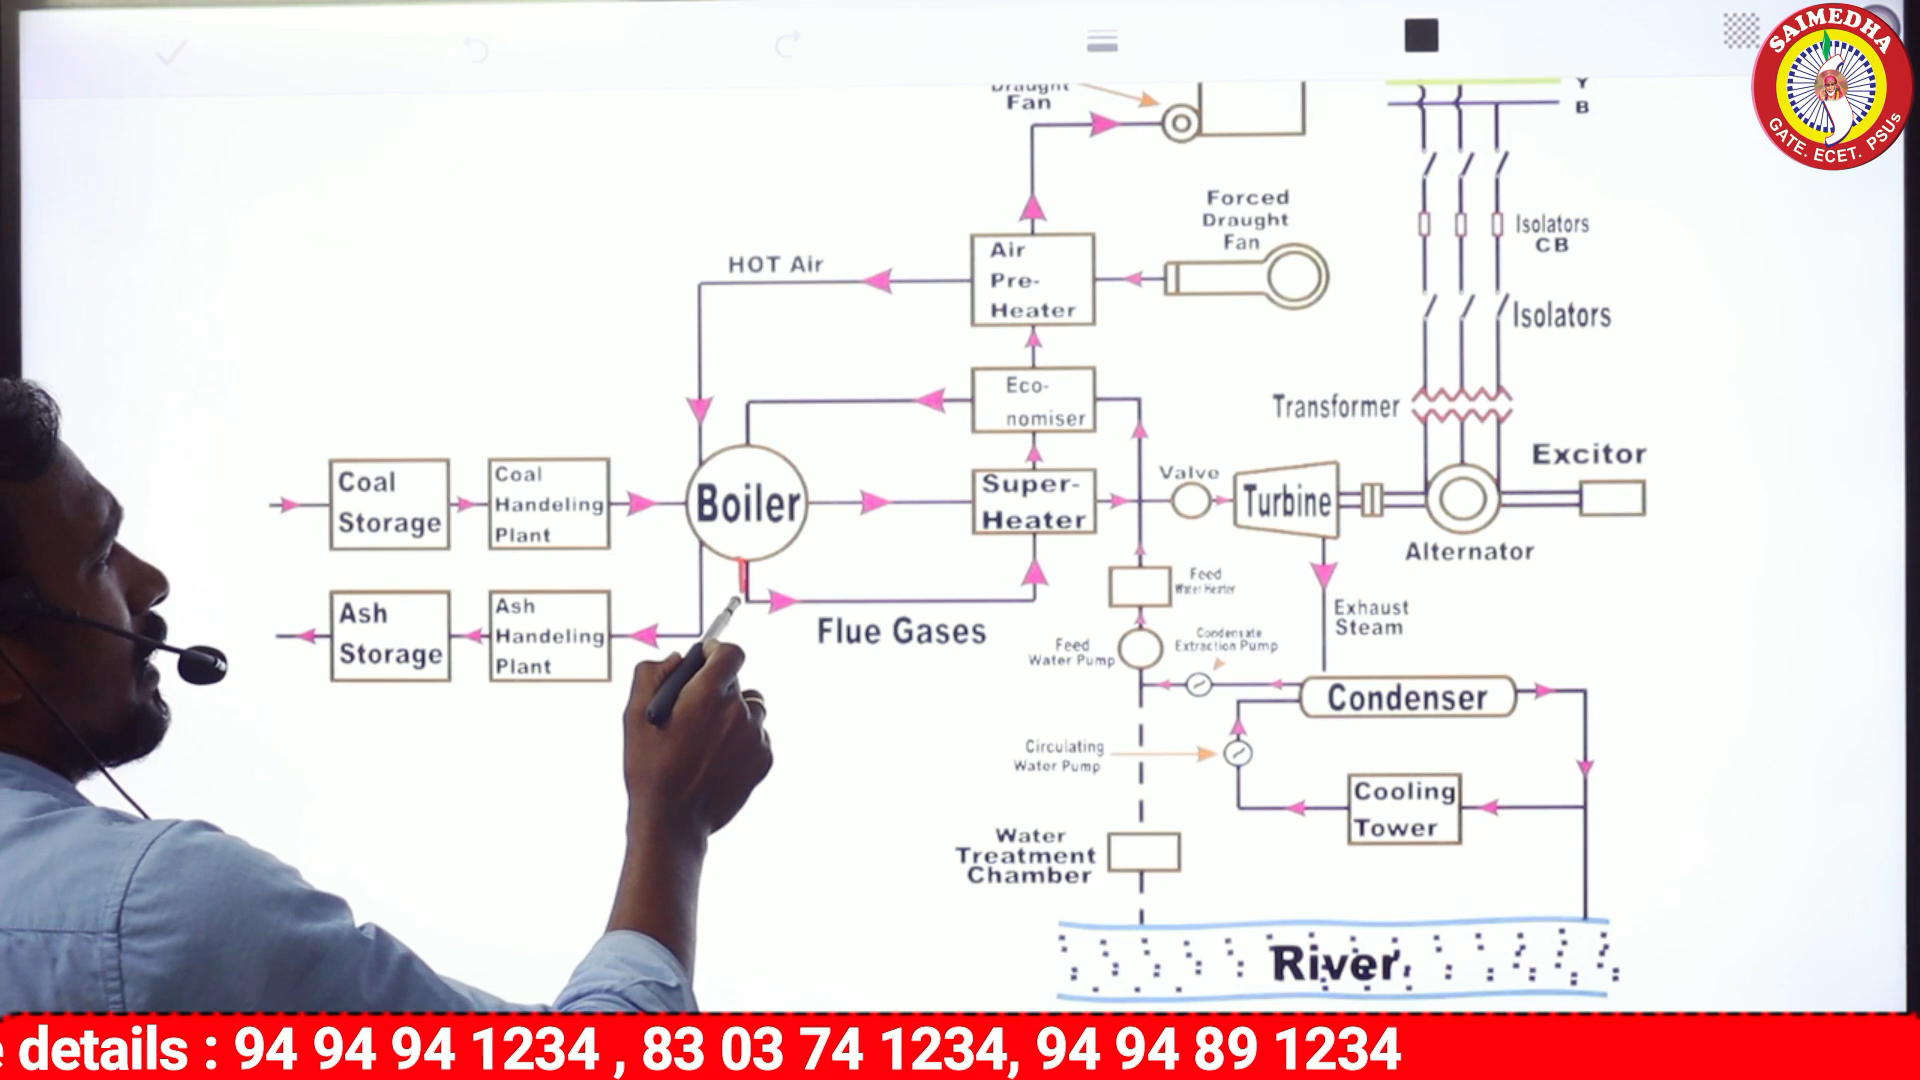 SAIMEDHA
GATE. ECET. PSUs
Draught
Fan
Y
B
Forced
Draught
Fan
Isolators
CB
Air
Pre-
Heater
HOT Air
Isolators
Eco-
nomiser
Transformer
Excitor
Coal
Storage
Coal
Handeling
Plant
Boiler
Super-
Heater
Valve
Turbine
Alternator
Ash
Storage
Ash
Handeling
Plant
Flue Gases
Feed
Water Heater
Exhaust
Steam
Feed
Water Pump
Condensate
Extraction Pump
Condenser
Circulating
Water Pump
Cooling
Tower
Water
Treatment
Chamber
River
details : 94 94 94 1234 , 83 03 74 1234, 94 94 89 1234